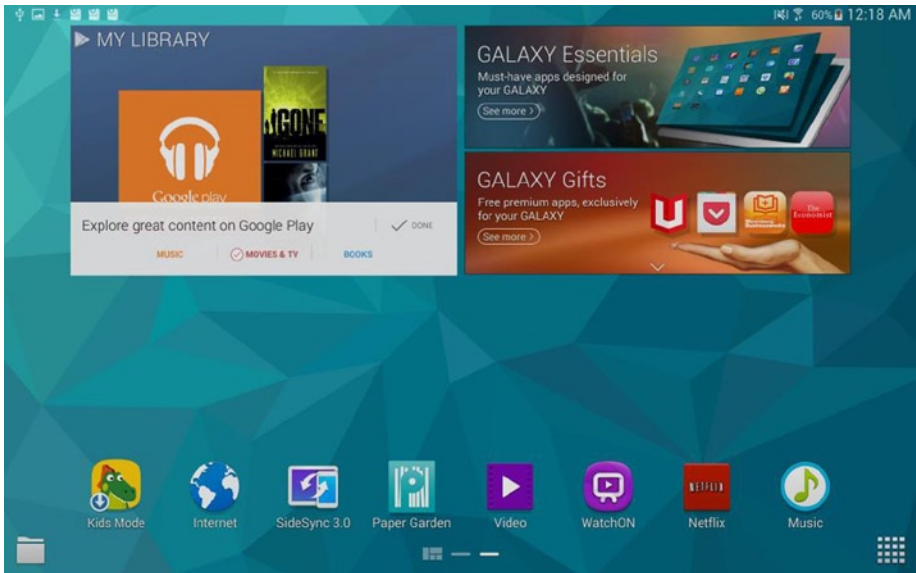 60% 12:18 AM
MY LIBRARY
GONE
MICHAEL GRANT
Google play
Explore great content on Google Play
DONE
MUSIC
MOVIES & TV
BOOKS
GALAXY Essentials
Must-have apps designed for
your GALAXY
See more >
GALAXY Gifts
Free premium apps, exclusively
for your GALAXY
See more >
Bloomberg
Businessweek+
The
Economist
Kids Mode
Internet
SideSync 3.0
Paper Garden
Video
WatchON
NETFLIX
Netflix
Music